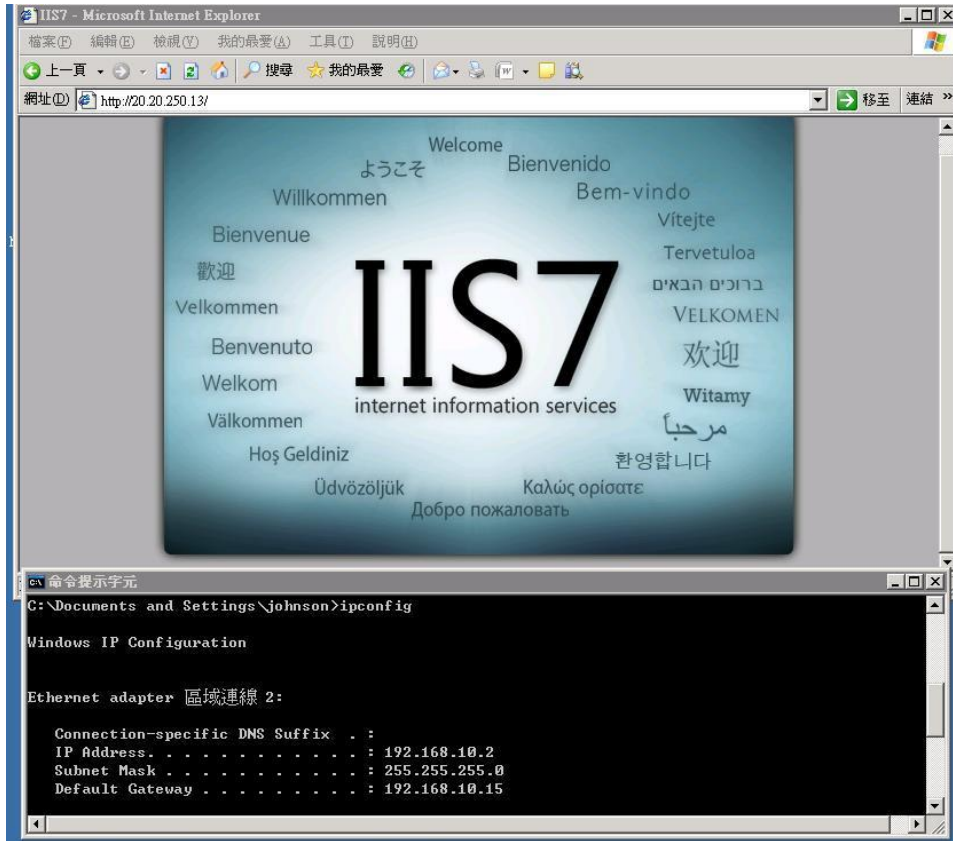 IIS7 - Microsoft Internet Explorer
檔案(F) 編輯(E) 檢視(V) 我的最愛(A) 工具(T) 說明(H)
上一頁 搜尋 我的最愛
網址(D) http://20.20.250.13/ 移至 連結 »
Welcome
ようこそ Bienvenido
Willkommen Bem-vindo
Vítejte
Bienvenue
Tervetuloa
歡迎
ברוכים הבאים
Velkommen
VELKOMEN
Benvenuto
欢迎
IIS7
Welkom
Witamy
internet information services
Välkommen
مرحباً
Hoş Geldiniz
환영합니다
Üdvözöljük Καλώς ορίσατε
Добро пожаловать
命令提示字元
C:\Documents and Settings\johnson>ipconfig
Windows IP Configuration
Ethernet adapter 區域連線 2:
Connection-specific DNS Suffix . :
IP Address. . . . . . . . . . . . : 192.168.10.2
Subnet Mask . . . . . . . . . . . : 255.255.255.0
Default Gateway . . . . . . . . . : 192.168.10.15